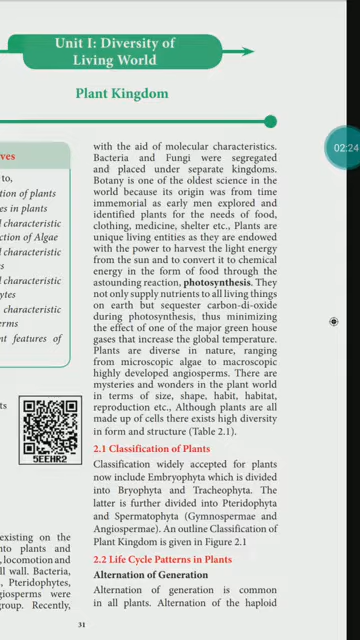 Unit I: Diversity of
Living World
Plant Kingdom
ves
to,
tion of plants
es in plants
d characteristic
ction of Algae
d characteristic
s
d characteristic
ytes
characteristic
erms
nt features of
ts
5EEHR2
existing on the
nto plants and
, locomotion and
ll wall. Bacteria,
, Pteridophytes,
giosperms were
group. Recently,
with the aid of molecular characteristics.
Bacteria and Fungi were segregated
and placed under separate kingdoms.
Botany is one of the oldest science in the
world because its origin was from time
immemorial as early men explored and
identified plants for the needs of food,
clothing, medicine, shelter etc., Plants are
unique living entities as they are endowed
with the power to harvest the light energy
from the sun and to convert it to chemical
energy in the form of food through the
astounding reaction, photosynthesis. They
not only supply nutrients to all living things
on earth but sequester carbon-di-oxide
during photosynthesis, thus minimizing
the effect of one of the major green house
gases that increase the global temperature.
Plants are diverse in nature, ranging
from microscopic algae to macroscopic
highly developed angiosperms. There are
mysteries and wonders in the plant world
in terms of size, shape, habit, habitat,
reproduction etc., Although plants are all
made up of cells there exists high diversity
in form and structure (Table 2.1).
2.1 Classification of Plants
Classification widely accepted for plants
now include Embryophyta which is divided
into Bryophyta and Tracheophyta. The
latter is further divided into Pteridophyta
and Spermatophyta (Gymnospermae and
Angiospermae). An outline Classification of
Plant Kingdom is given in Figure 2.1
2.2 Life Cycle Patterns in Plants
Alternation of Generation
Alternation of generation is common
in all plants. Alternation of the haploid
31
02:24